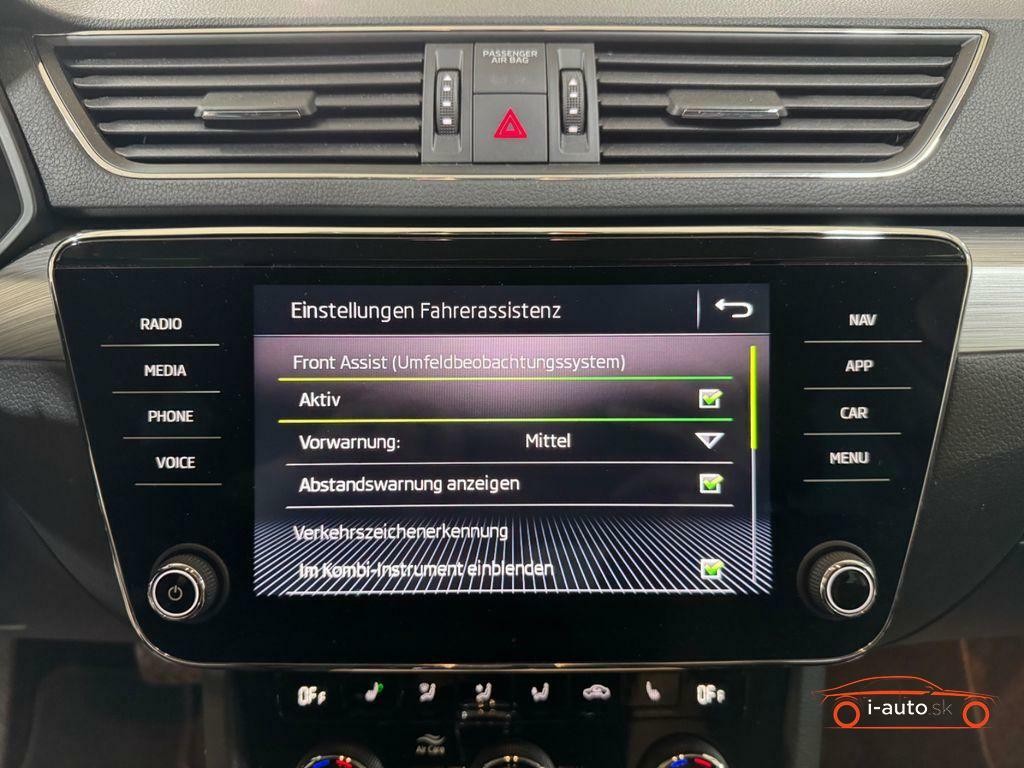 PASSENGER
AIR BAG
Einstellungen Fahrerassistenz
RADIO
MEDIA
PHONE
VOICE
Front Assist (Umfeldbeobachtungssystem)
Aktiv
Vorwarnung: Mittel
Abstandswarnung anzeigen
Verkehrszeichenerkennung
Im Kombi-Instrument einblenden
NAV
APP
CAR
MENU
OFF OFF
Air Care
i-auto.sk